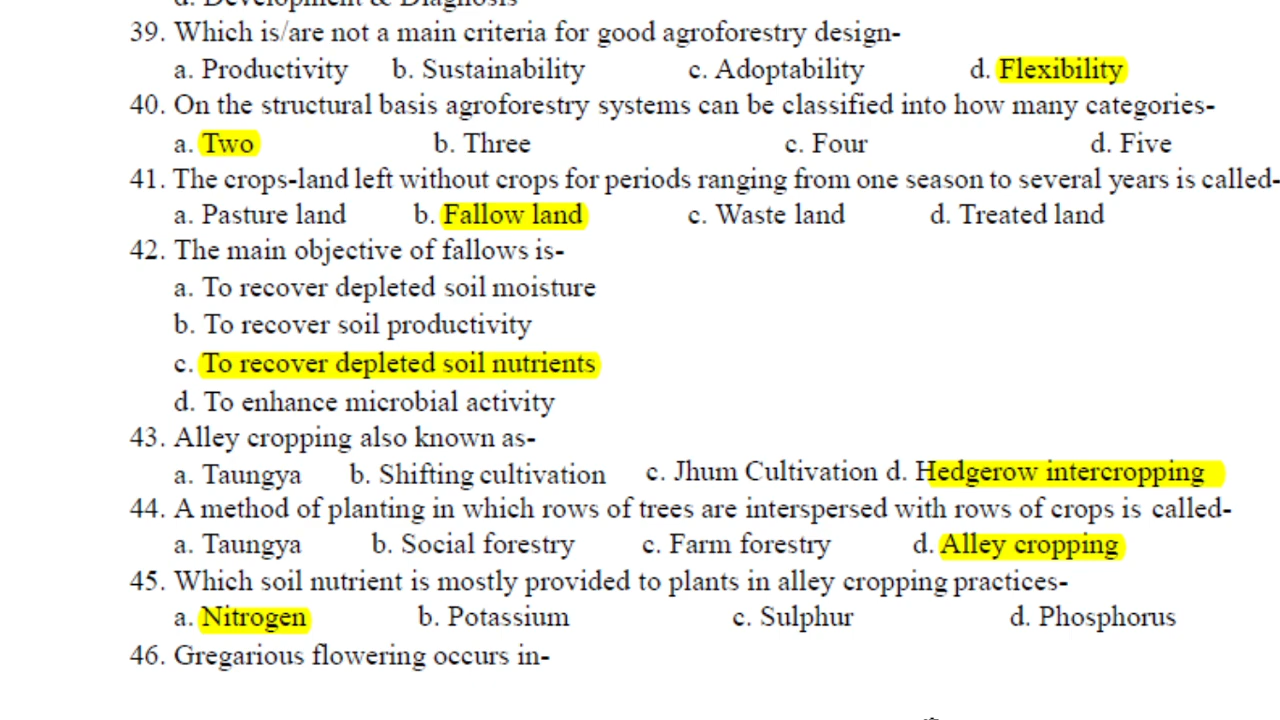 d. Development & Diagnosis
39. Which is/are not a main criteria for good agroforestry design-
a. Productivity b. Sustainability c. Adoptability d. Flexibility
40. On the structural basis agroforestry systems can be classified into how many categories-
a. Two b. Three c. Four d. Five
41. The crops-land left without crops for periods ranging from one season to several years is called-
a. Pasture land b. Fallow land c. Waste land d. Treated land
42. The main objective of fallows is-
a. To recover depleted soil moisture
b. To recover soil productivity
c. To recover depleted soil nutrients
d. To enhance microbial activity
43. Alley cropping also known as-
a. Taungya b. Shifting cultivation c. Jhum Cultivation d. Hedgerow intercropping
44. A method of planting in which rows of trees are interspersed with rows of crops is called-
a. Taungya b. Social forestry c. Farm forestry d. Alley cropping
45. Which soil nutrient is mostly provided to plants in alley cropping practices-
a. Nitrogen b. Potassium c. Sulphur d. Phosphorus
46. Gregarious flowering occurs in-